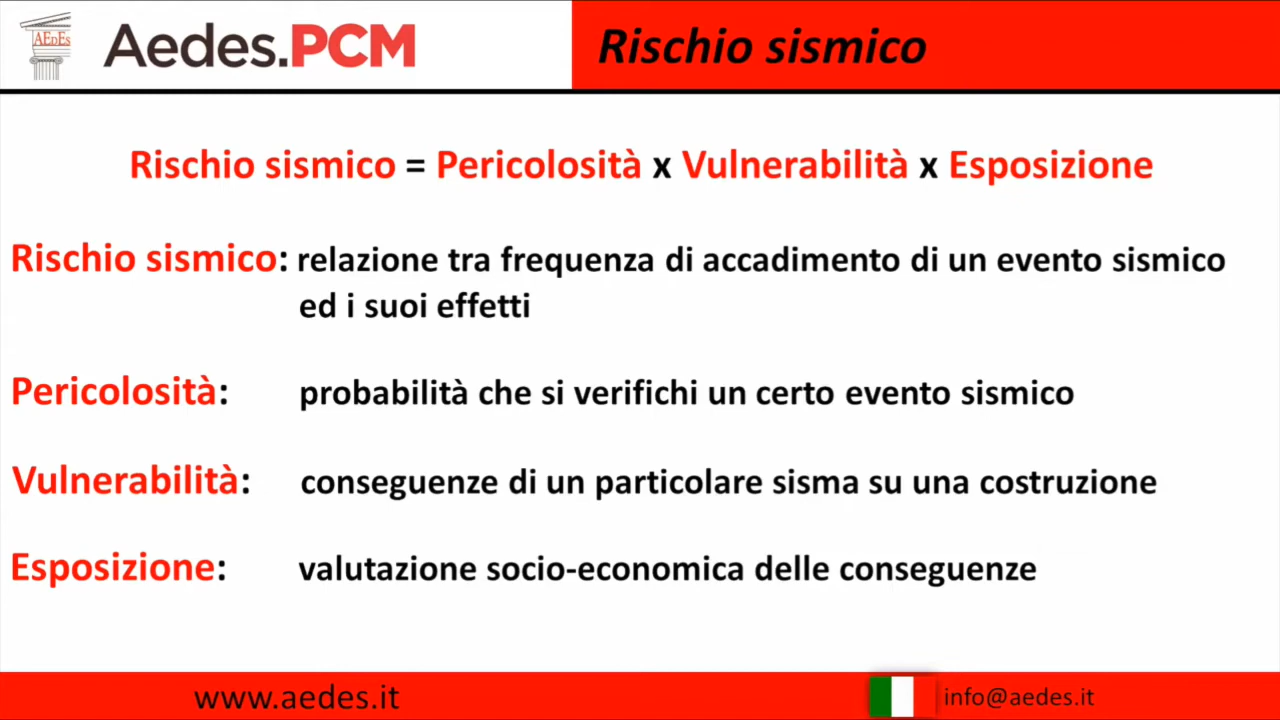 AEDES
Aedes.PCM
Rischio sismico
Rischio sismico = Pericolosità x Vulnerabilità x Esposizione
Rischio sismico: relazione tra frequenza di accadimento di un evento sismico
ed i suoi effetti
Pericolosità: probabilità che si verifichi un certo evento sismico
Vulnerabilità: conseguenze di un particolare sisma su una costruzione
Esposizione: valutazione socio-economica delle conseguenze
www.aedes.it
info@aedes.it